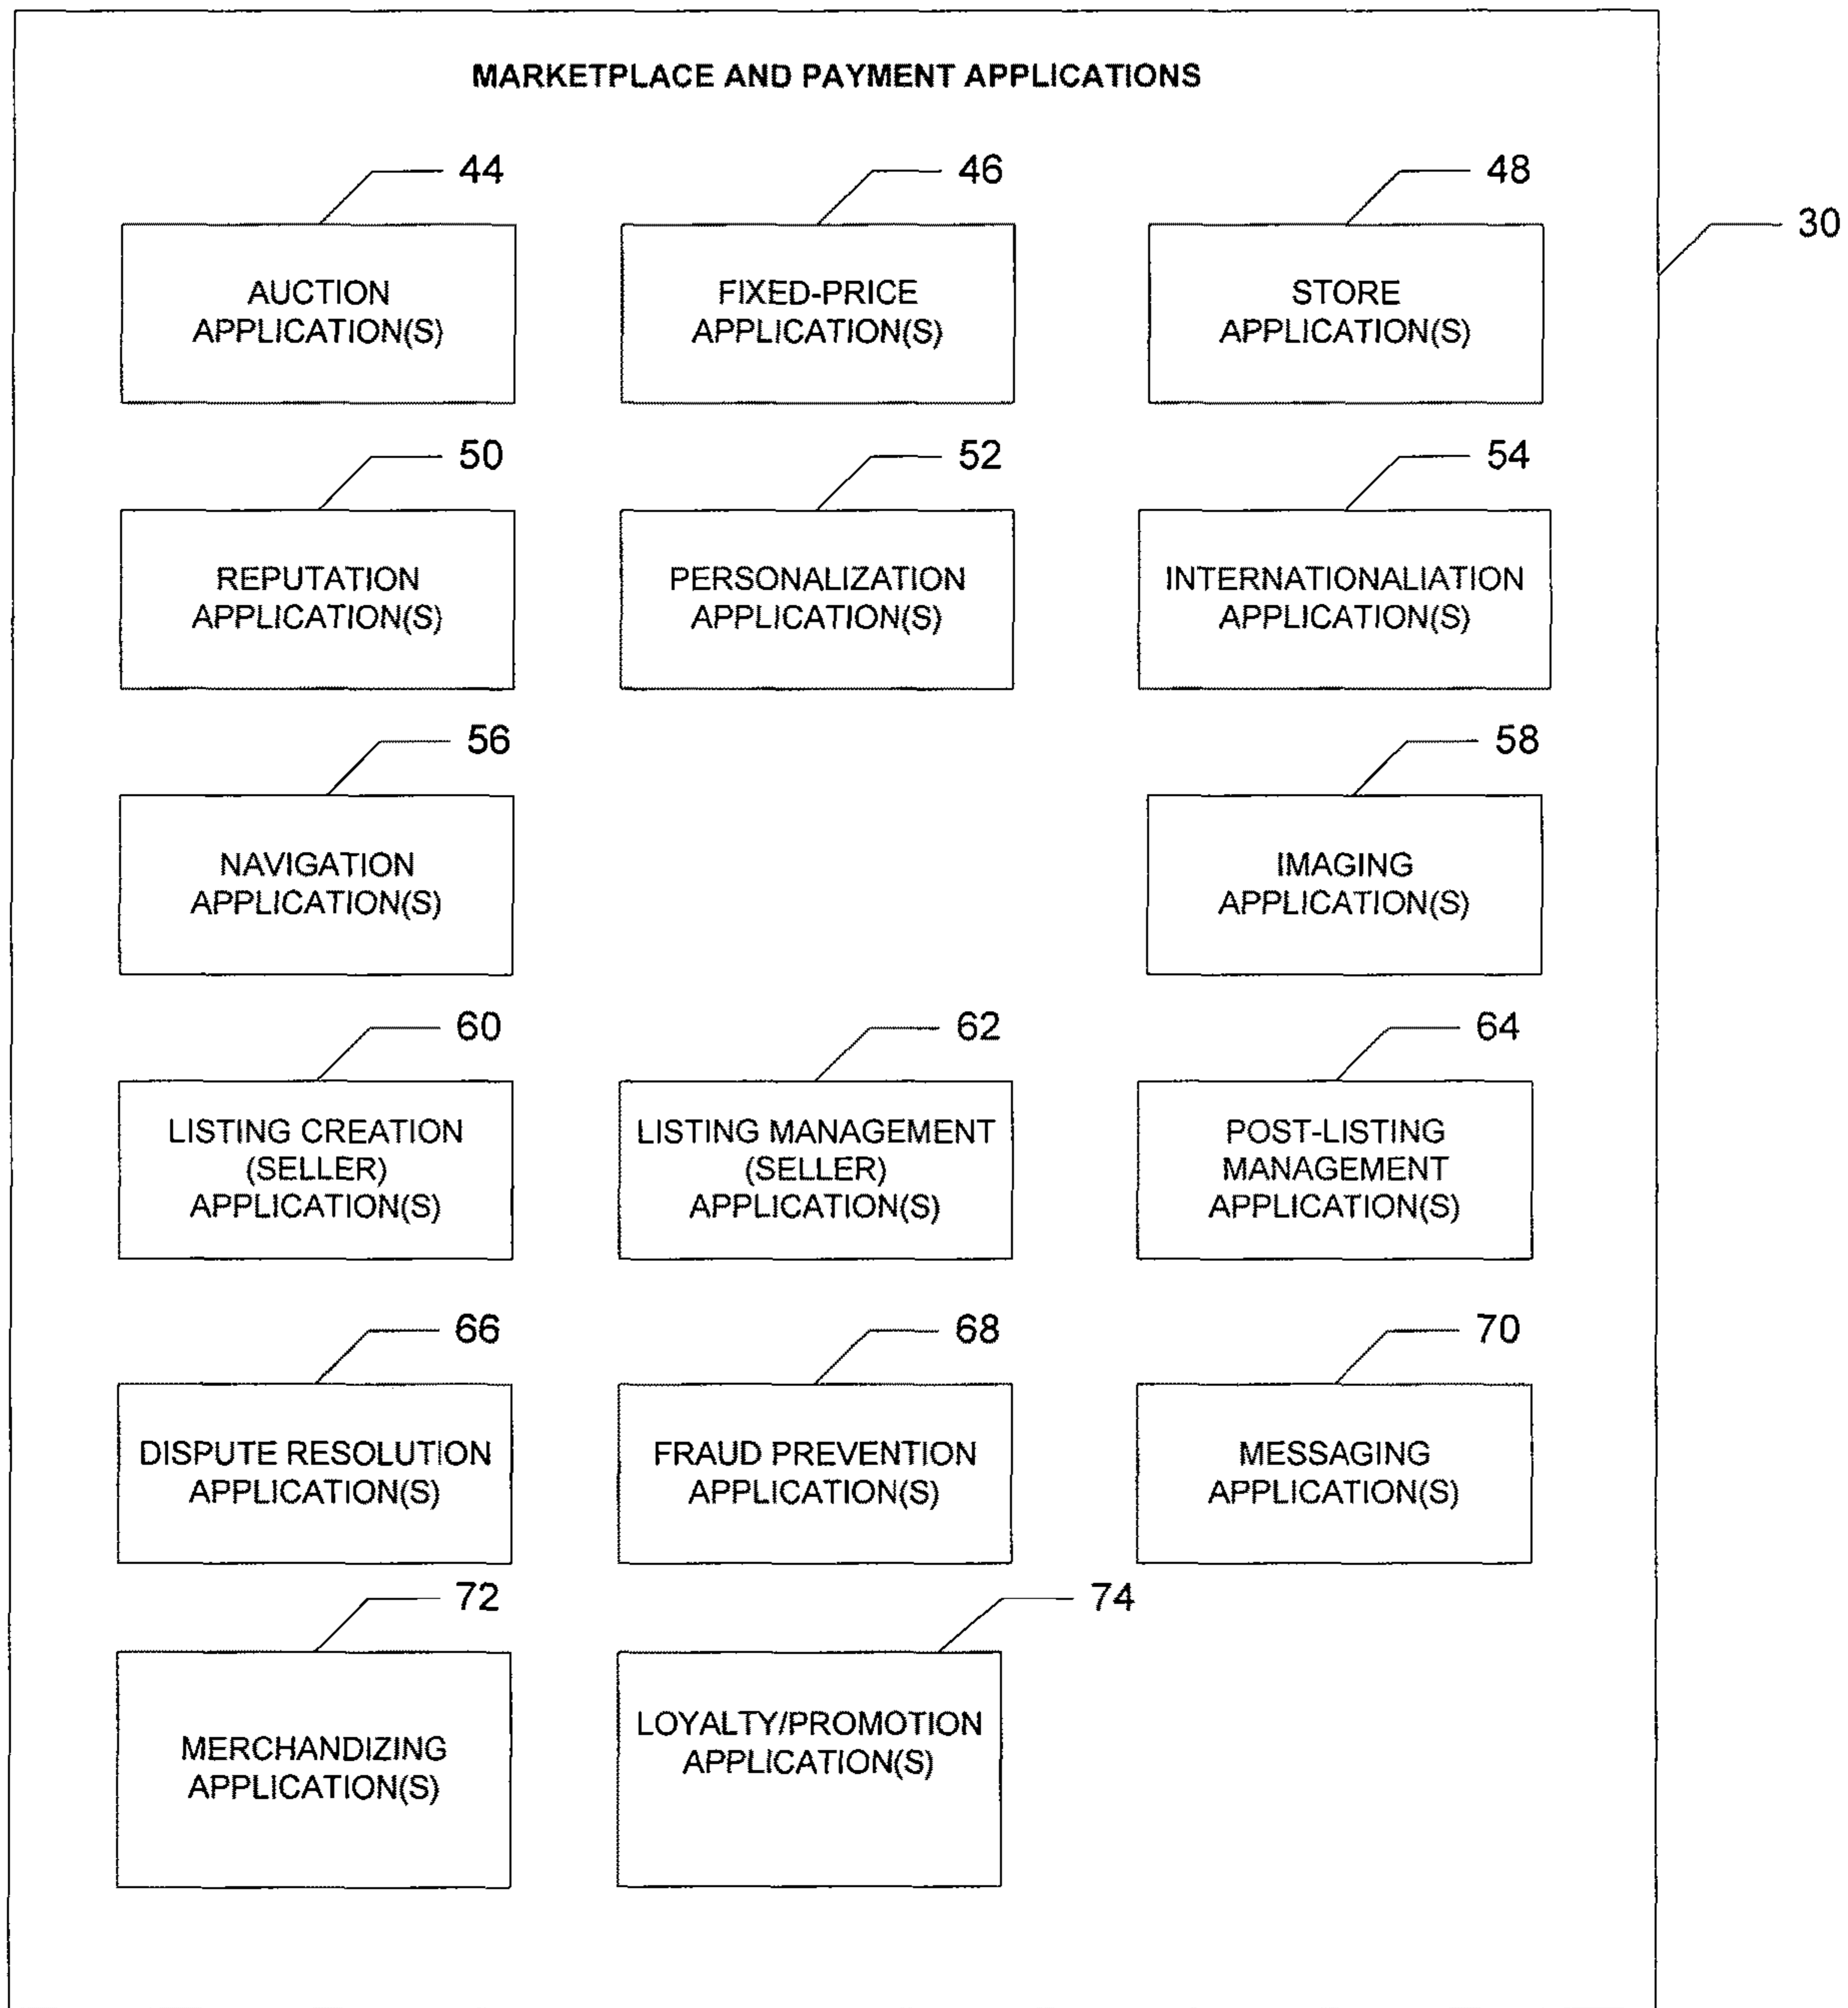 MARKETPLACE AND PAYMENT APPLICATIONS
30
44
AUCTION
APPLICATION(S)
46
FIXED-PRICE
APPLICATION(S)
48
STORE
APPLICATION(S)
50
REPUTATION
APPLICATION(S)
52
PERSONALIZATION
APPLICATION(S)
54
INTERNATIONALIATION
APPLICATION(S)
56
NAVIGATION
APPLICATION(S)
58
IMAGING
APPLICATION(S)
60
LISTING CREATION
(SELLER)
APPLICATION(S)
62
LISTING MANAGEMENT
(SELLER)
APPLICATION(S)
64
POST-LISTING
MANAGEMENT
APPLICATION(S)
66
DISPUTE RESOLUTION
APPLICATION(S)
68
FRAUD PREVENTION
APPLICATION(S)
70
MESSAGING
APPLICATION(S)
72
MERCHANDIZING
APPLICATION(S)
74
LOYALTY/PROMOTION
APPLICATION(S)